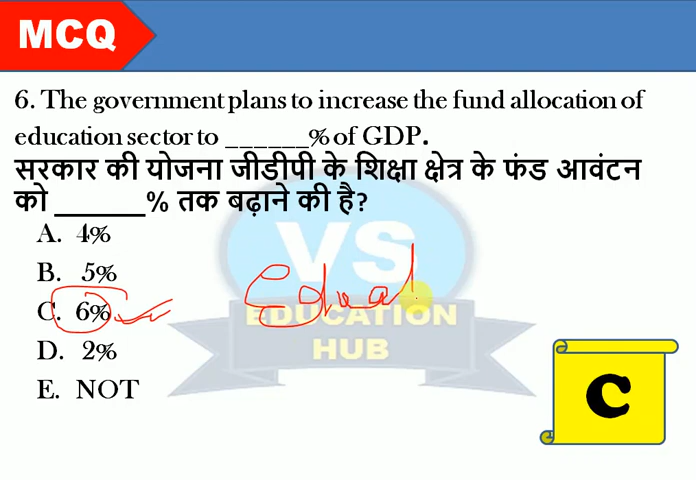 MCQ
6. The government plans to increase the fund allocation of
education sector to ______% of GDP.
सरकार की योजना जीडीपी के शिक्षा क्षेत्र के फंड आवंटन
को ______% तक बढ़ाने की है?
A. 4%
B. 5%
C. 6%
D. 2%
E. NOT
VS
EDUCATION
HUB
C